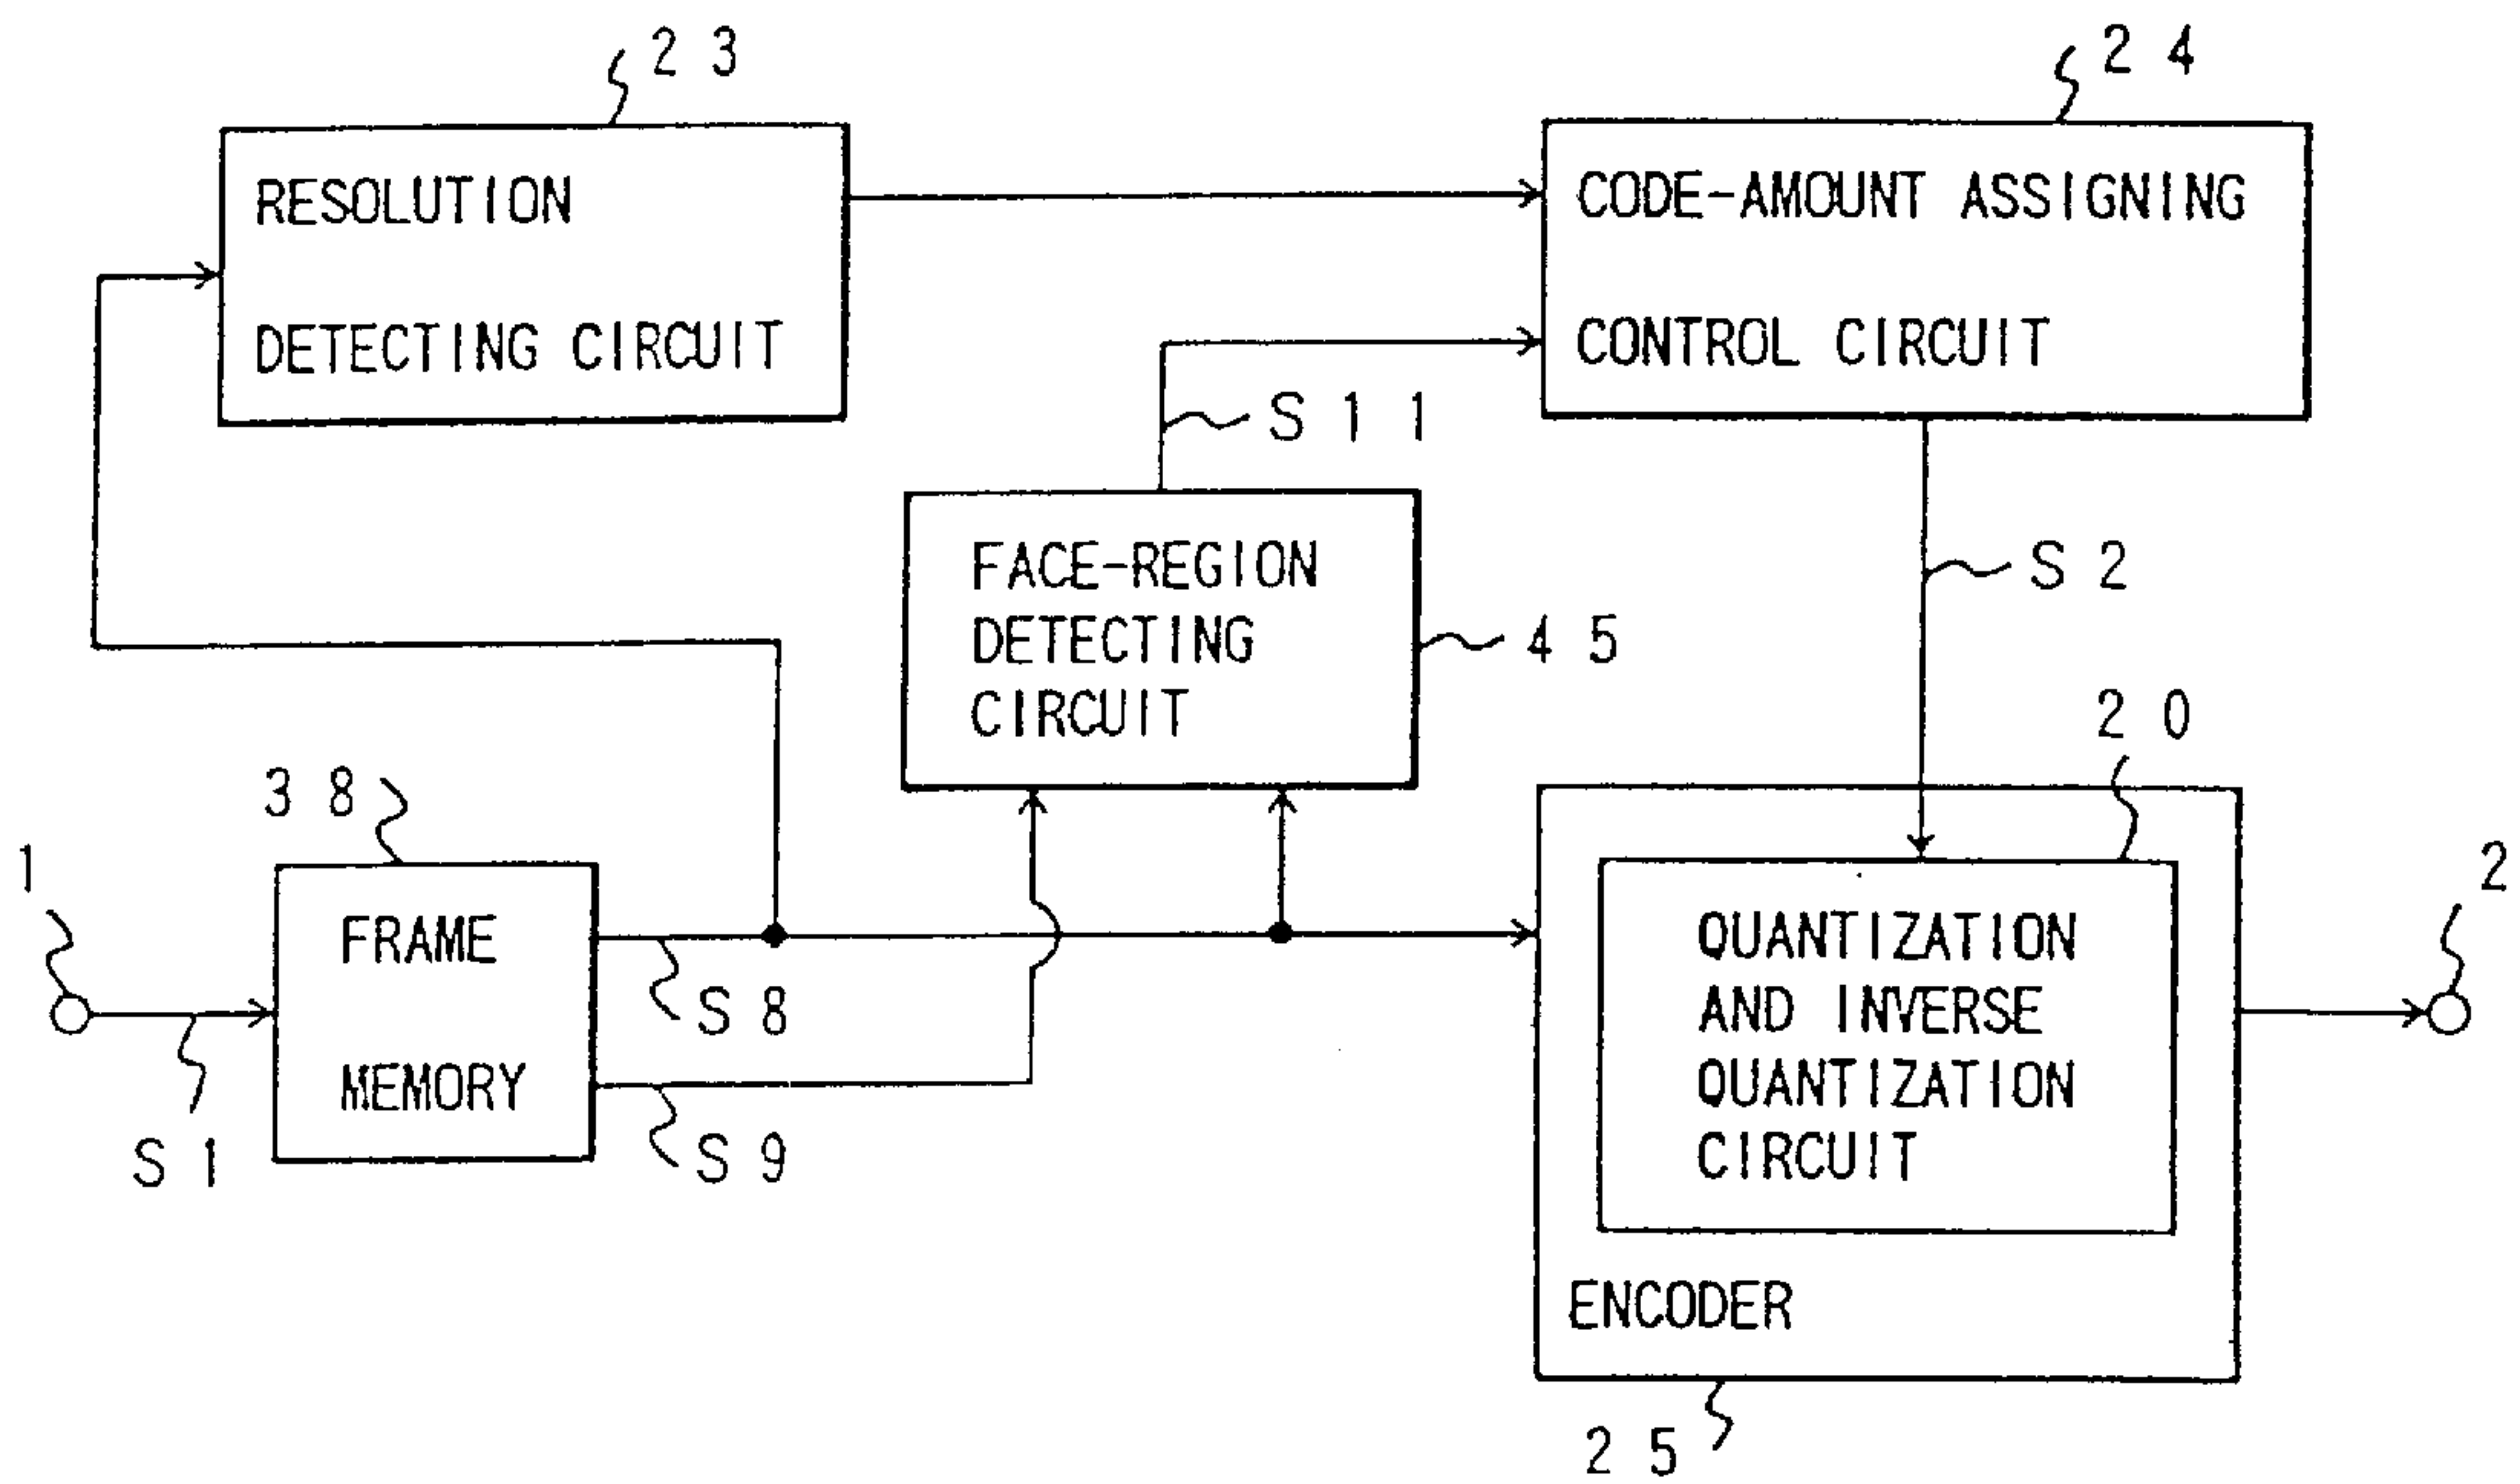 23
24
RESOLUTION
DETECTING CIRCUIT
CODE-AMOUNT ASSIGNING
CONTROL CIRCUIT
S11
FACE-REGION
DETECTING
CIRCUIT
S2
45
20
38
1
2
FRAME
MEMORY
S8
S1
S9
QUANTIZATION
AND INVERSE
QUANTIZATION
CIRCUIT
ENCODER
25